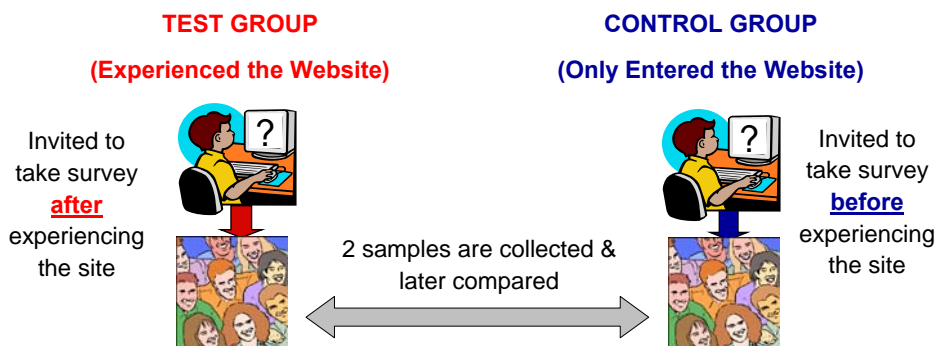 TEST GROUP
(Experienced the Website)
CONTROL GROUP
(Only Entered the Website)
Invited to
take survey
after
experiencing
the site
?
?
Invited to
take survey
before
experiencing
the site
2 samples are collected &
later compared